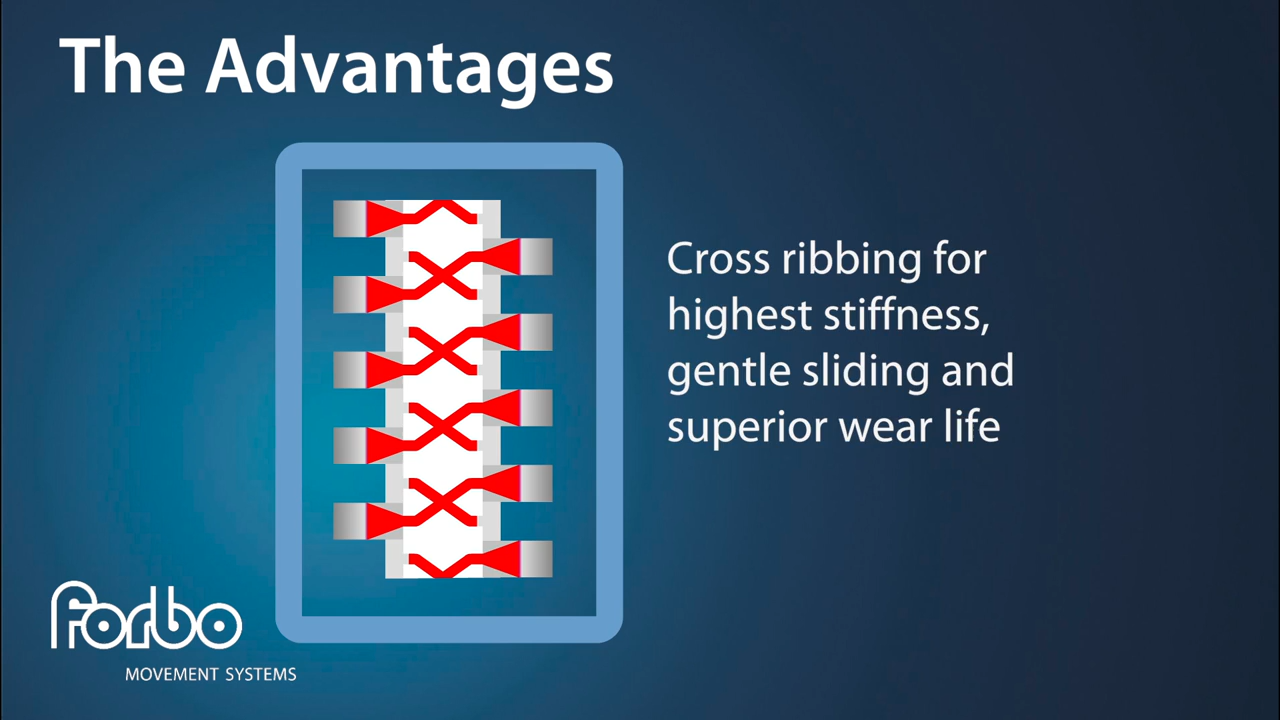 The Advantages
Cross ribbing for
highest stiffness,
gentle sliding and
superior wear life
forbo
MOVEMENT SYSTEMS